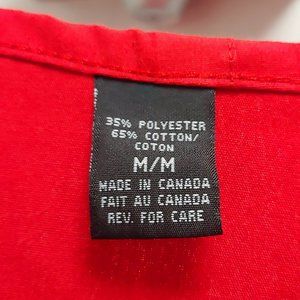 35% POLYESTER
65% COTTON/
COTON
M/M
MADE IN CANADA
FAIT AU CANADA
REV. FOR CARE